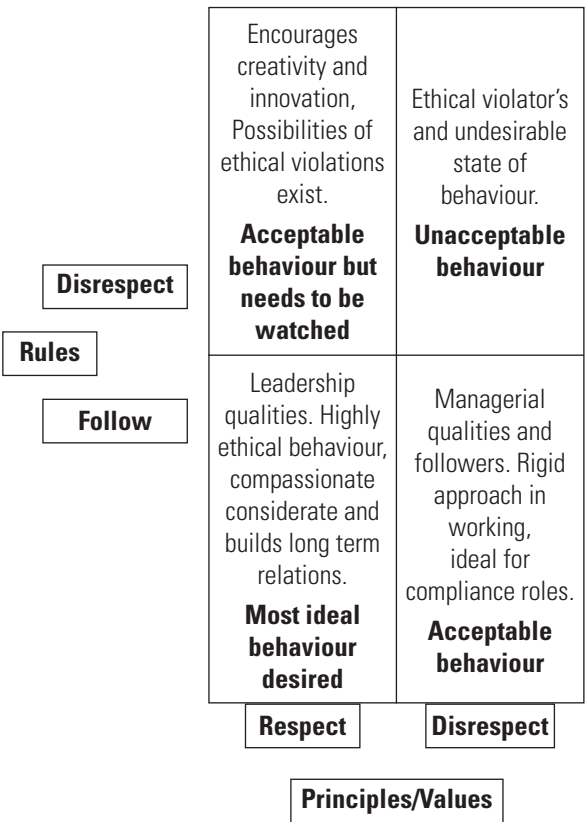 Encourages
creativity and
innovation,
Possibilities of
ethical violations
exist.
Acceptable
behaviour but
needs to be
watched
Ethical violator's
and undesirable
state of
behaviour.
Unacceptable
behaviour
Disrespect
Rules
Follow
Leadership
qualities. Highly
ethical behaviour,
compassionate
considerate and
builds long term
relations.
Most ideal
behaviour
desired
Managerial
qualities and
followers. Rigid
approach in
working,
ideal for
compliance roles.
Acceptable
behaviour
Respect
Disrespect
Principles/Values